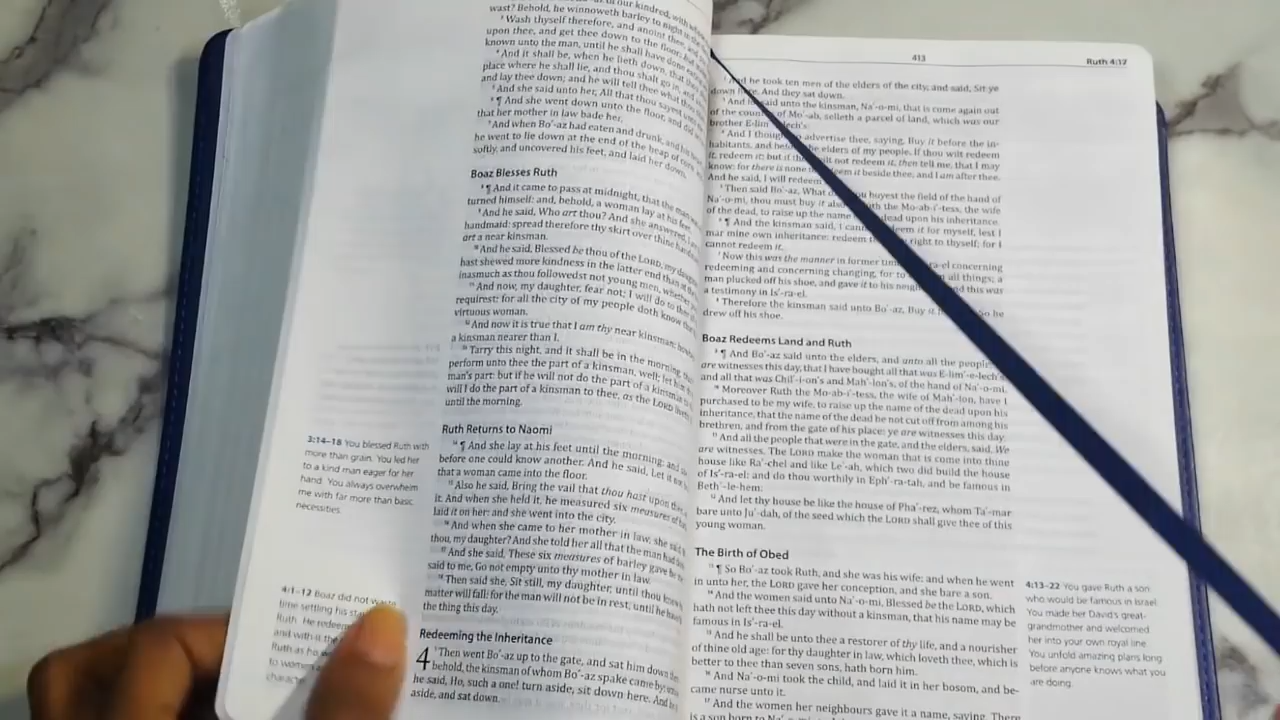 of our kindred, with
wast? Behold, he winnoweth barley to night in the
Wash thyself therefore, and anoint thee, and
upon thee, and get thee down to the floor: but
known unto the man, until he shall have done eating
And it shall be, when he lieth down, that thou
place where he shall lie, and thou shalt go in, and
and lay thee down; and he will tell thee what thou
And she said unto her, All that thou sayest unto
¶ And she went down unto the floor, and did
that her mother in law bade her.
And when Bo´-az had eaten and drunk, and his
he went to lie down at the end of the heap of corn:
softly, and uncovered his feet, and laid her down.
Boaz Blesses Ruth
¶ And it came to pass at midnight, that the man
turned himself: and, behold, a woman lay at his feet.
And he said, Who art thou? And she answered, I
handmaid: spread therefore thy skirt over thine
art a near kinsman.
And he said, Blessed be thou of the LORD, my
hast shewed more kindness in the latter end than at
inasmuch as thou followedst not young men, whether
And now, my daughter, fear not; I will do to thee
requirest: for all the city of my people doth know
virtuous woman.
And now it is true that I am thy near kinsman:
a kinsman nearer than I.
Tarry this night, and it shall be in the morning,
perform unto thee the part of a kinsman, well; let him
man's part: but if he will not do the part of a kinsman
will I do the part of a kinsman to thee, as the LORD liveth
until the morning.
Ruth Returns to Naomi
¶ And she lay at his feet until the morning: and
before one could know another. And he said, Let it
that a woman came into the floor.
Also he said, Bring the vail that thou hast upon
it. And when she held it, he measured six measures of
laid it on her: and she went into the city.
And when she came to her mother in law, she
thou, my daughter? And she told her all that the man had
And she said, These six measures of barley gave he
said to me, Go not empty unto thy mother in law.
Then said she, Sit still, my daughter, until thou know
matter will fall: for the man will not be in rest, until he
the thing this day.
Redeeming the Inheritance
4 Then went Bo´-az up to the gate, and sat him down
behold, the kinsman of whom Bo´-az spake came by;
he said, Ho, such a one! turn aside, sit down here. And he
aside, and sat down.
3:14–18 You blessed Ruth with
more than grain. You led her
to a kind man eager for her
hand. You always overwhelm
me with far more than basic
necessities.
4:1–12 Boaz did not waste
time settling his
Ruth. He redeemed
and with it the
Ruth as his
to women
character
413
Ruth 4:17
And he took ten men of the elders of the city, and said, Sit ye
down here. And they sat down.
And he said unto the kinsman, Na´-o-mi, that is come again out
of the country of Mo´-ab, selleth a parcel of land, which was our
brother E-lim´-e-lech's:
And I thought to advertise thee, saying, Buy it before the in-
habitants, and before the elders of my people. If thou wilt redeem
it, redeem it: but if thou wilt not redeem it, then tell me, that I may
know: for there is none to redeem it beside thee; and I am after thee.
And he said, I will redeem
Then said Bo´-az, What day thou buyest the field of the hand of
Na´-o-mi, thou must buy it also of Ruth the Mo-ab-i´-tess, the wife
of the dead, to raise up the name of the dead upon his inheritance.
¶ And the kinsman said, I cannot redeem it for myself, lest I
mar mine own inheritance: redeem thou my right to thyself; for I
cannot redeem it.
Now this was the manner in former time in Is´-ra-el concerning
redeeming and concerning changing, for to confirm all things; a
man plucked off his shoe, and gave it to his neighbour: and this was
a testimony in Is´-ra-el.
Therefore the kinsman said unto Bo´-az, Buy it for thee. So he
drew off his shoe.
Boaz Redeems Land and Ruth
¶ And Bo´-az said unto the elders, and unto all the people,
are witnesses this day, that I have bought all that was E-lim´-e-lech's,
and all that was Chil´-i-on's and Mah´-lon's, of the hand of Na´-o-mi.
Moreover Ruth the Mo-ab-i´-tess, the wife of Mah´-lon, have I
purchased to be my wife, to raise up the name of the dead upon his
inheritance, that the name of the dead be not cut off from among his
brethren, and from the gate of his place: ye are witnesses this day.
And all the people that were in the gate, and the elders, said, We
are witnesses. The LORD make the woman that is come into thine
house like Ra´-chel and like Le´-ah, which two did build the house
of Is´-ra-el: and do thou worthily in Eph´-ra-tah, and be famous in
Beth´-le-hem:
And let thy house be like the house of Pha´-rez, whom Ta´-mar
bare unto Ju´-dah, of the seed which the LORD shall give thee of this
young woman.
The Birth of Obed
¶ So Bo´-az took Ruth, and she was his wife: and when he went
in unto her, the LORD gave her conception, and she bare a son.
And the women said unto Na´-o-mi, Blessed be the LORD, which
hath not left thee this day without a kinsman, that his name may be
famous in Is´-ra-el.
And he shall be unto thee a restorer of thy life, and a nourisher
of thine old age: for thy daughter in law, which loveth thee, which is
better to thee than seven sons, hath born him.
And Na´-o-mi took the child, and laid it in her bosom, and be-
came nurse unto it.
And the women her neighbours gave it a name, saying, There
is a son born to Na´-o-mi
4:13–22 You gave Ruth a son
who would be famous in Israel.
You made her David's great-
grandmother and welcomed
her into your own royal line.
You unfold amazing plans long
before anyone knows what you
are doing.